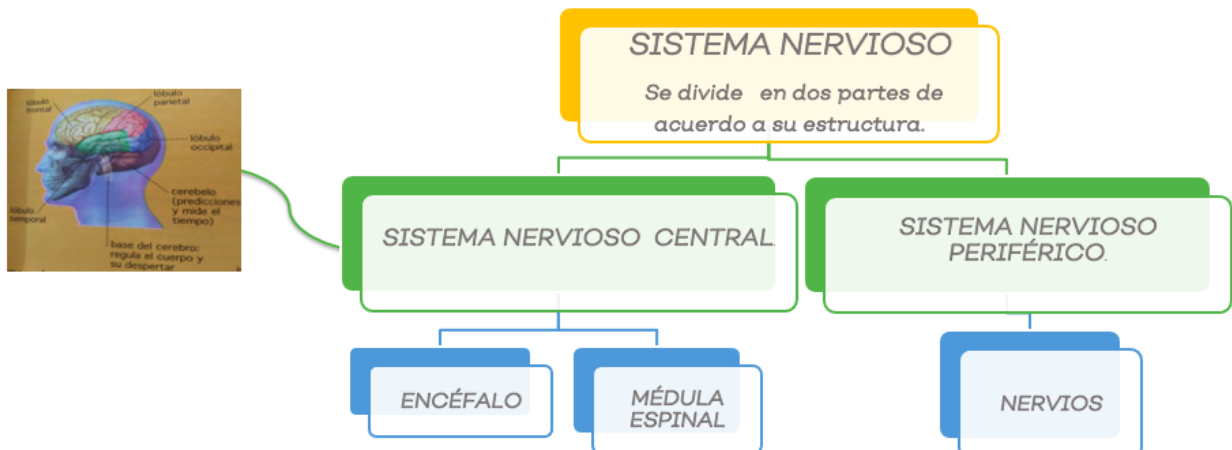 SISTEMA NERVIOSO
Se divide en dos partes de
acuerdo a su estructura.
lóbulo
frontal
lóbulo
parietal
lóbulo
occipital
cerebelo
(predicciones
y mide el
tiempo)
lóbulo
temporal
base del cerebro:
regula el cuerpo y
su despertar
SISTEMA NERVIOSO CENTRAL.
SISTEMA NERVIOSO
PERIFÉRICO.
ENCÉFALO
MÉDULA
ESPINAL
NERVIOS